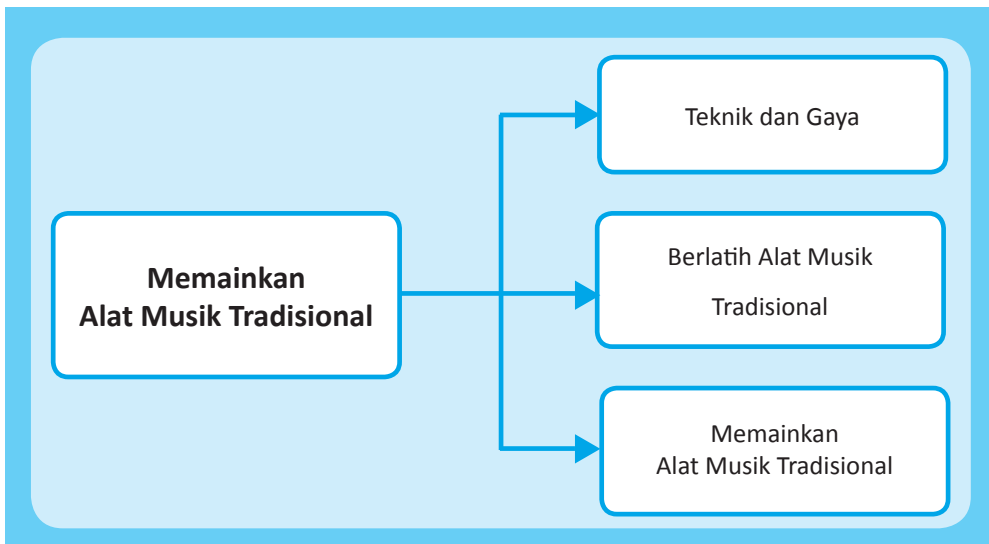 Memainkan
Alat Musik Tradisional
Teknik dan Gaya
Berlatih Alat Musik
Tradisional
Memainkan
Alat Musik Tradisional